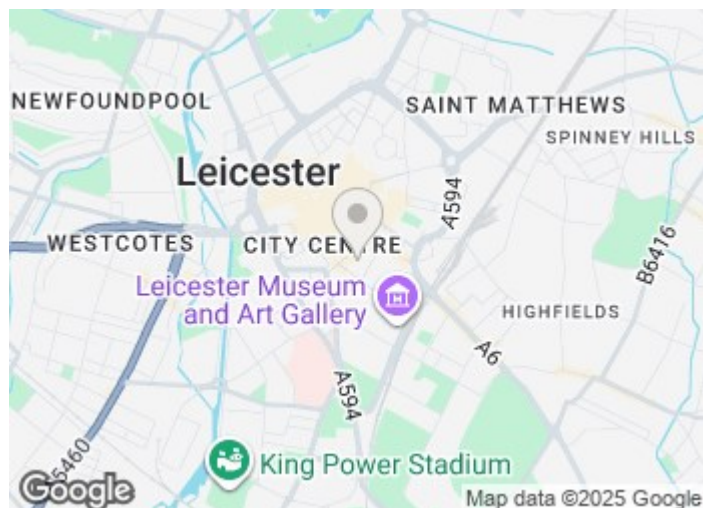 NEWFOUNDPOOL
SAINT MATTHEWS
SPINNEY HILLS
Leicester
A594
WESTCOTES
CITY CENTRE
B6416
Leicester Museum
and Art Gallery
HIGHFIELDS
A6
A594
5460
King Power Stadium
Google
Map data ©2025 Google